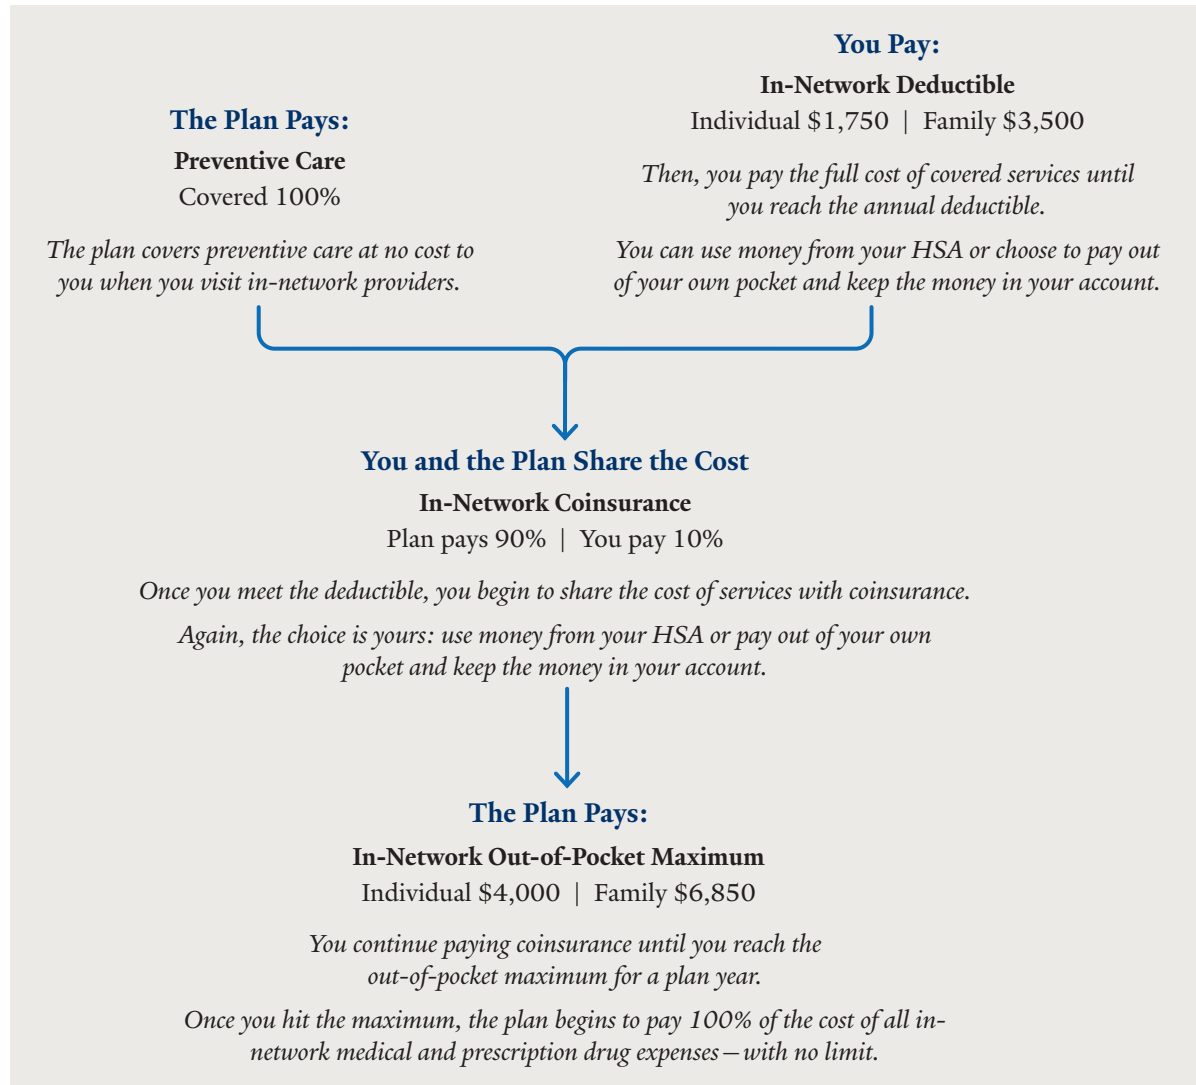 The Plan Pays:
Preventive Care
Covered 100%
The plan covers preventive care at no cost to
you when you visit in-network providers.
You Pay:
In-Network Deductible
Individual $1,750 | Family $3,500
Then, you pay the full cost of covered services until
you reach the annual deductible.
You can use money from your HSA or choose to pay out
of your own pocket and keep the money in your account.
You and the Plan Share the Cost
In-Network Coinsurance
Plan pays 90% | You pay 10%
Once you meet the deductible, you begin to share the cost of services with coinsurance.
Again, the choice is yours: use money from your HSA or pay out of your own
pocket and keep the money in your account.
The Plan Pays:
In-Network Out-of-Pocket Maximum
Individual $4,000 | Family $6,850
You continue paying coinsurance until you reach the
out-of-pocket maximum for a plan year.
Once you hit the maximum, the plan begins to pay 100% of the cost of all in-
network medical and prescription drug expenses—with no limit.